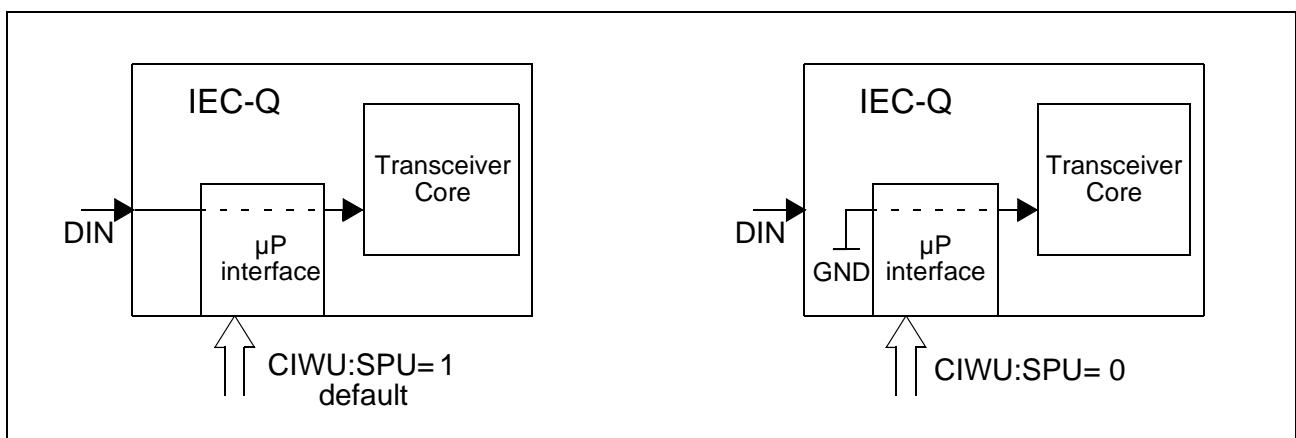 IEC-Q
Transceiver
Core
DIN
µP
interface
CIWU:SPU= 1
default
IEC-Q
Transceiver
Core
DIN
GND
µP
interface
CIWU:SPU= 0